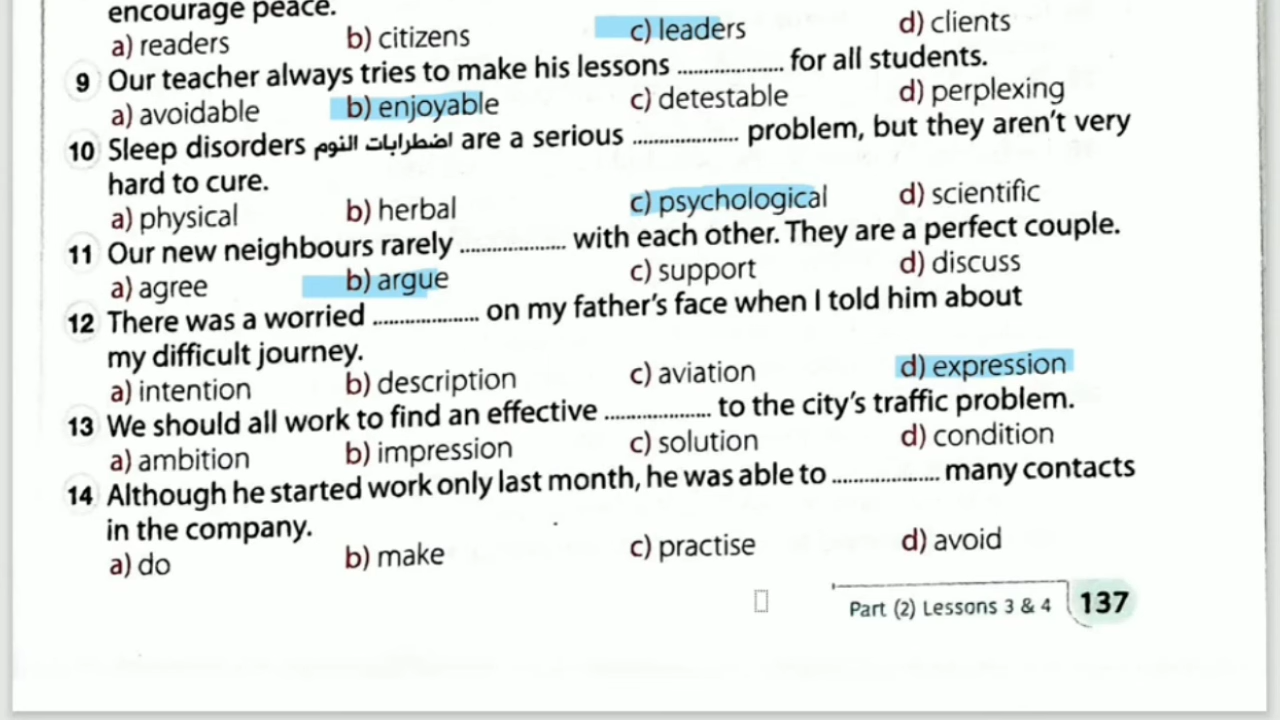 encourage peace.
a) readers b) citizens c) leaders d) clients
9 Our teacher always tries to make his lessons .................... for all students.
a) avoidable b) enjoyable c) detestable d) perplexing
10 Sleep disorders اضطرابات النوم are a serious .................... problem, but they aren't very
hard to cure.
a) physical b) herbal c) psychological d) scientific
11 Our new neighbours rarely .................... with each other. They are a perfect couple.
a) agree b) argue c) support d) discuss
12 There was a worried .................... on my father's face when I told him about
my difficult journey.
a) intention b) description c) aviation d) expression
13 We should all work to find an effective .................... to the city's traffic problem.
a) ambition b) impression c) solution d) condition
14 Although he started work only last month, he was able to .................... many contacts
in the company.
a) do b) make c) practise d) avoid
Part (2) Lessons 3 & 4 137